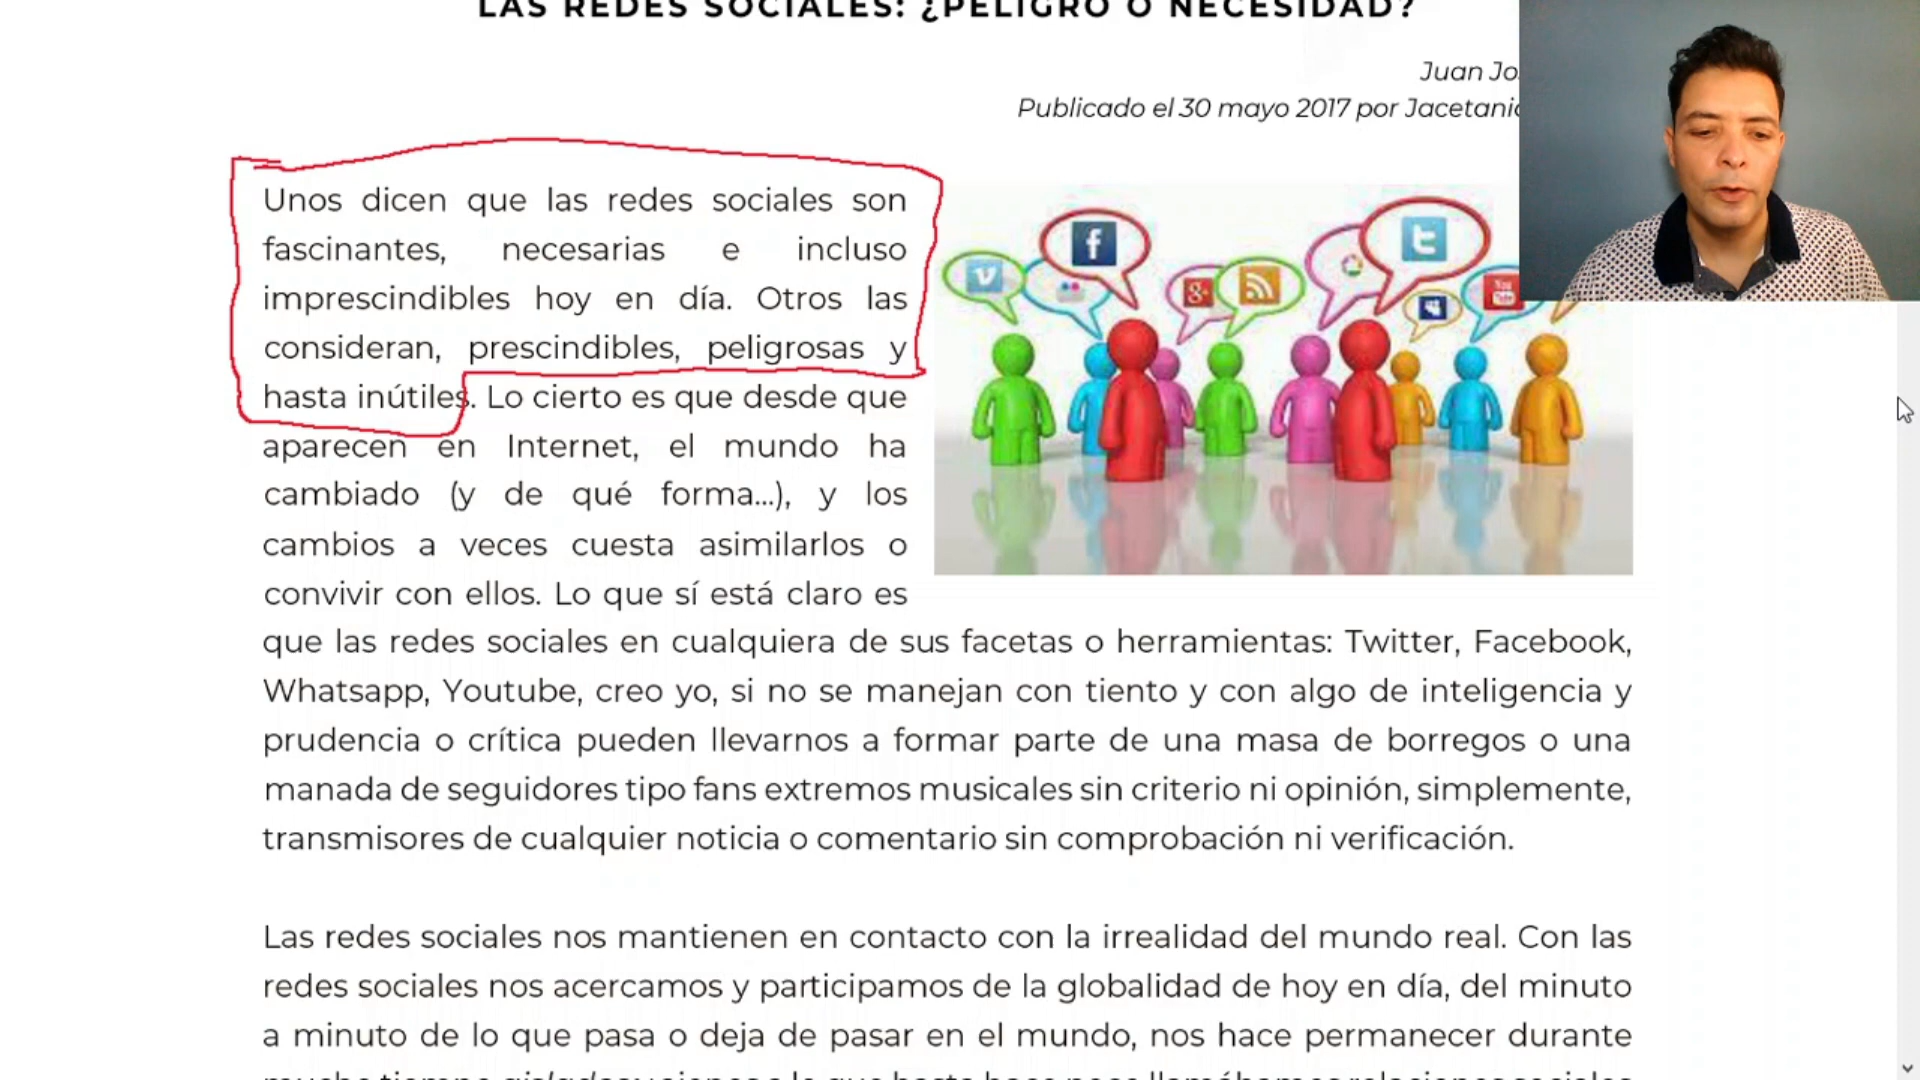 LAS REDES SOCIALES: ¿PELIGRO O NECESIDAD?
Juan
Publicado el 30 mayo 2017 por
Unos dicen que las redes sociales son
fascinantes, necesarias e incluso
imprescindibles hoy en día. Otros las
consideran, prescindibles, peligrosas y
hasta inútiles. Lo cierto es que desde que
aparecen en Internet, el mundo ha
cambiado (y de qué forma...), y los
cambios a veces cuesta asimilarlos o
convivir con ellos. Lo que sí está claro es
que las redes sociales en cualquiera de sus facetas o herramientas: Twitter, Facebook,
Whatsapp, Youtube, creo yo, si no se manejan con tiento y con algo de inteligencia y
prudencia o crítica pueden llevarnos a formar parte de una masa de borregos o una
manada de seguidores tipo fans extremos musicales sin criterio ni opinión, simplemente,
transmisores de cualquier noticia o comentario sin comprobación ni verificación.
Las redes sociales nos mantienen en contacto con la irrealidad del mundo real. Con las
redes sociales nos acercamos y participamos de la globalidad de hoy en día, del minuto
a minuto de lo que pasa o deja de pasar en el mundo, nos hace permanecer durante